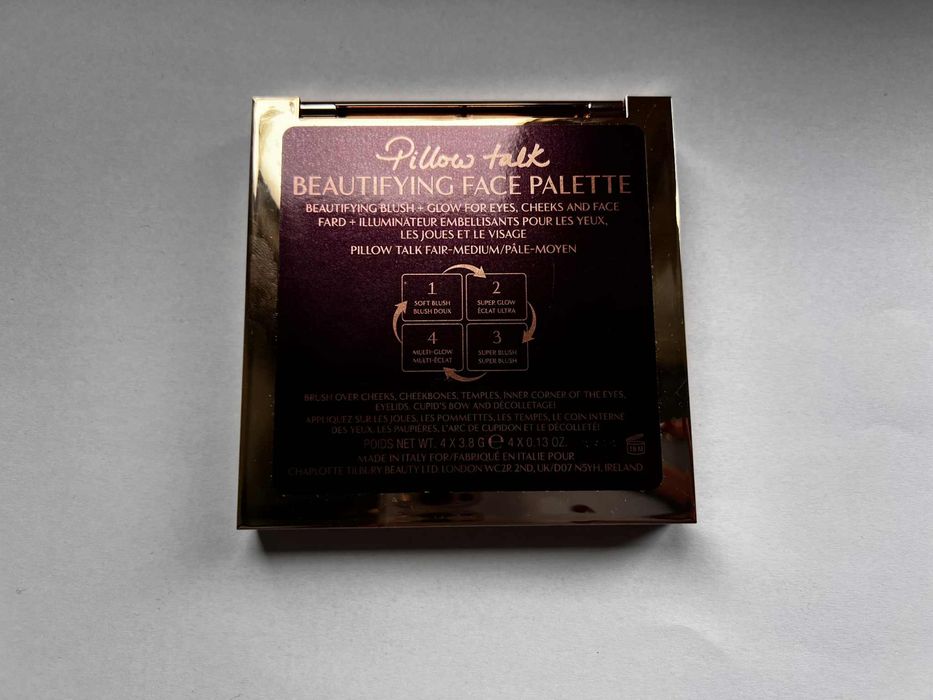 Pillow talk
BEAUTIFYING FACE PALETTE
BEAUTIFYING BLUSH + GLOW FOR EYES, CHEEKS AND FACE
FARD + ILLUMINATEUR EMBELLISANTS POUR LES YEUX,
LES JOUES ET LE VISAGE
PILLOW TALK FAIR-MEDIUM/PÂLE-MOYEN
1
SOFT BLUSH
BLUSH DOUX
2
SUPER GLOW
ÉCLAT ULTRA
4
MULTI-GLOW
MULTI-ÉCLAT
3
SUPER BLUSH
SUPER BLUSH
BRUSH OVER CHEEKS, CHEEKBONES, TEMPLES, INNER CORNER OF THE EYES,
EYELIDS, CUPID'S BOW AND DÉCOLLETAGE!
APPLIQUEZ SUR LES JOUES, LES POMMETTES, LES TEMPES, LE COIN INTERNE
DES YEUX, LES PAUPIÈRES, L'ARC DE CUPIDON ET LE DÉCOLLETÉ!
POIDS NET WT. 4 X 3.8 G ℮ 4 X 0.13 OZ.
18 M
MADE IN ITALY FOR/FABRIQUÉ EN ITALIE POUR
CHARLOTTE TILBURY BEAUTY LTD LONDON WC2R 2ND, UK/D07 N5YH, IRELAND